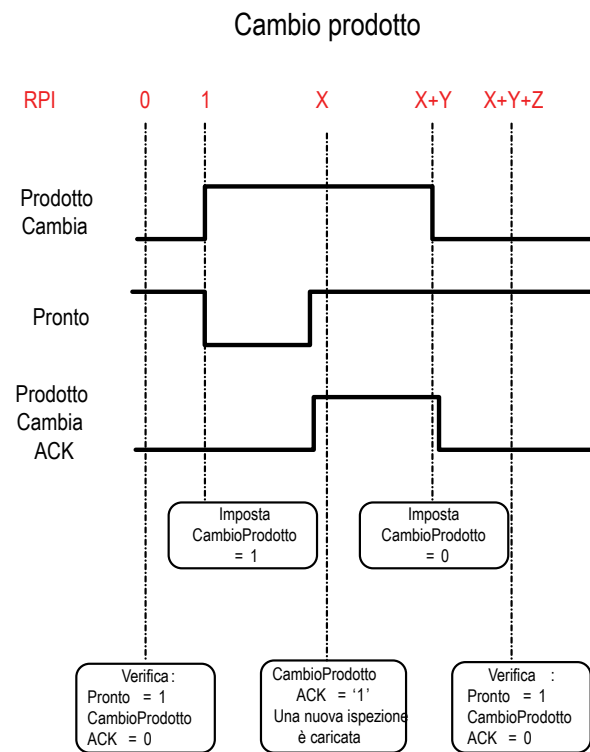 Cambio prodotto
RPI 0 1 X X+Y X+Y+Z
Prodotto
Cambia
Pronto
Prodotto
Cambia
ACK
Imposta
CambioProdotto
= 1
Imposta
CambioProdotto
= 0
Verifica :
Pronto = 1
CambioProdotto
ACK = 0
CambioProdotto
ACK = '1'
Una nuova ispezione
è caricata
Verifica :
Pronto = 1
CambioProdotto
ACK = 0